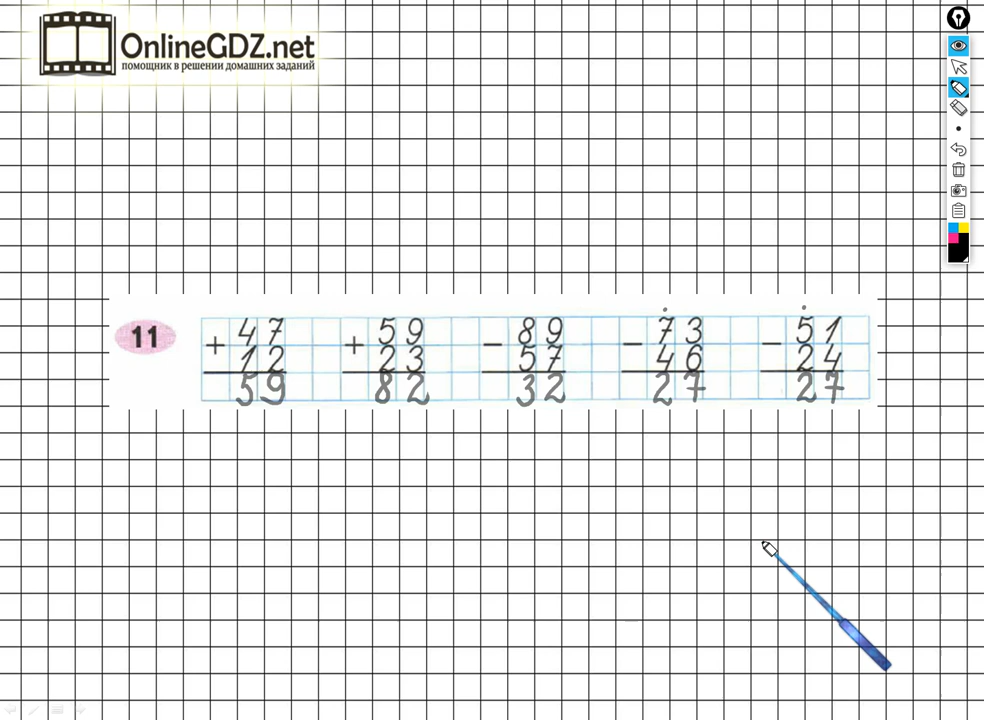 OnlineGDZ.net
помощник в решении домашних заданий
11
+ 47 + 59 − 89 − 73 − 51
12 23 57 46 24
59 82 32 27 27